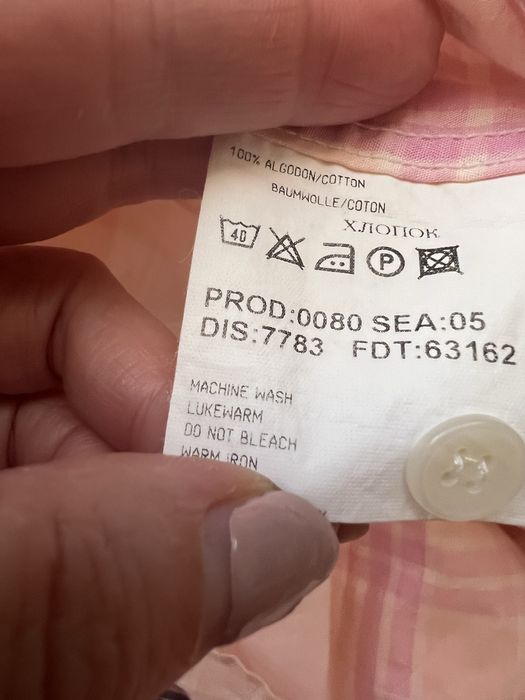 100% ALGODON/COTTON
BAUMWOLLE/COTON
ХЛОПОК
40 P
PROD:0080 SEA:05
DIS:7783 FDT:63162
MACHINE WASH
LUKEWARM
DO NOT BLEACH
WARM IRON